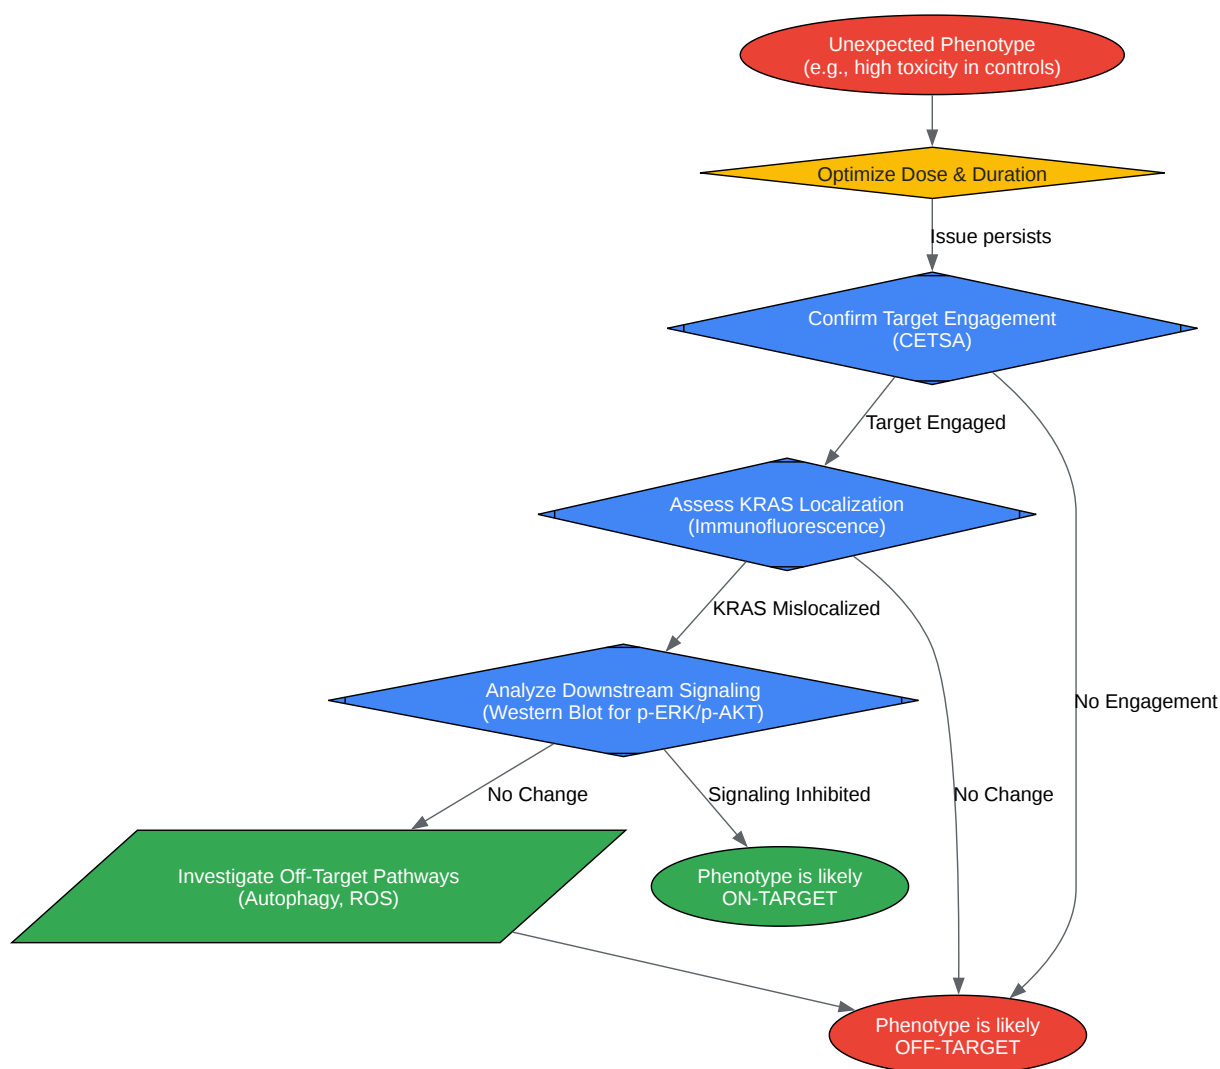 Unexpected Phenotype
(e.g., high toxicity in controls)
Optimize Dose & Duration
Issue persists
Confirm Target Engagement
(CETSA)
Target Engaged
Assess KRAS Localization
(Immunofluorescence)
KRAS Mislocalized
Analyze Downstream Signaling
(Western Blot for p-ERK/p-AKT)
No Engagement
No Change
Signaling Inhibited
No Change
Investigate Off-Target Pathways
(Autophagy, ROS)
Phenotype is likely
ON-TARGET
Phenotype is likely
OFF-TARGET